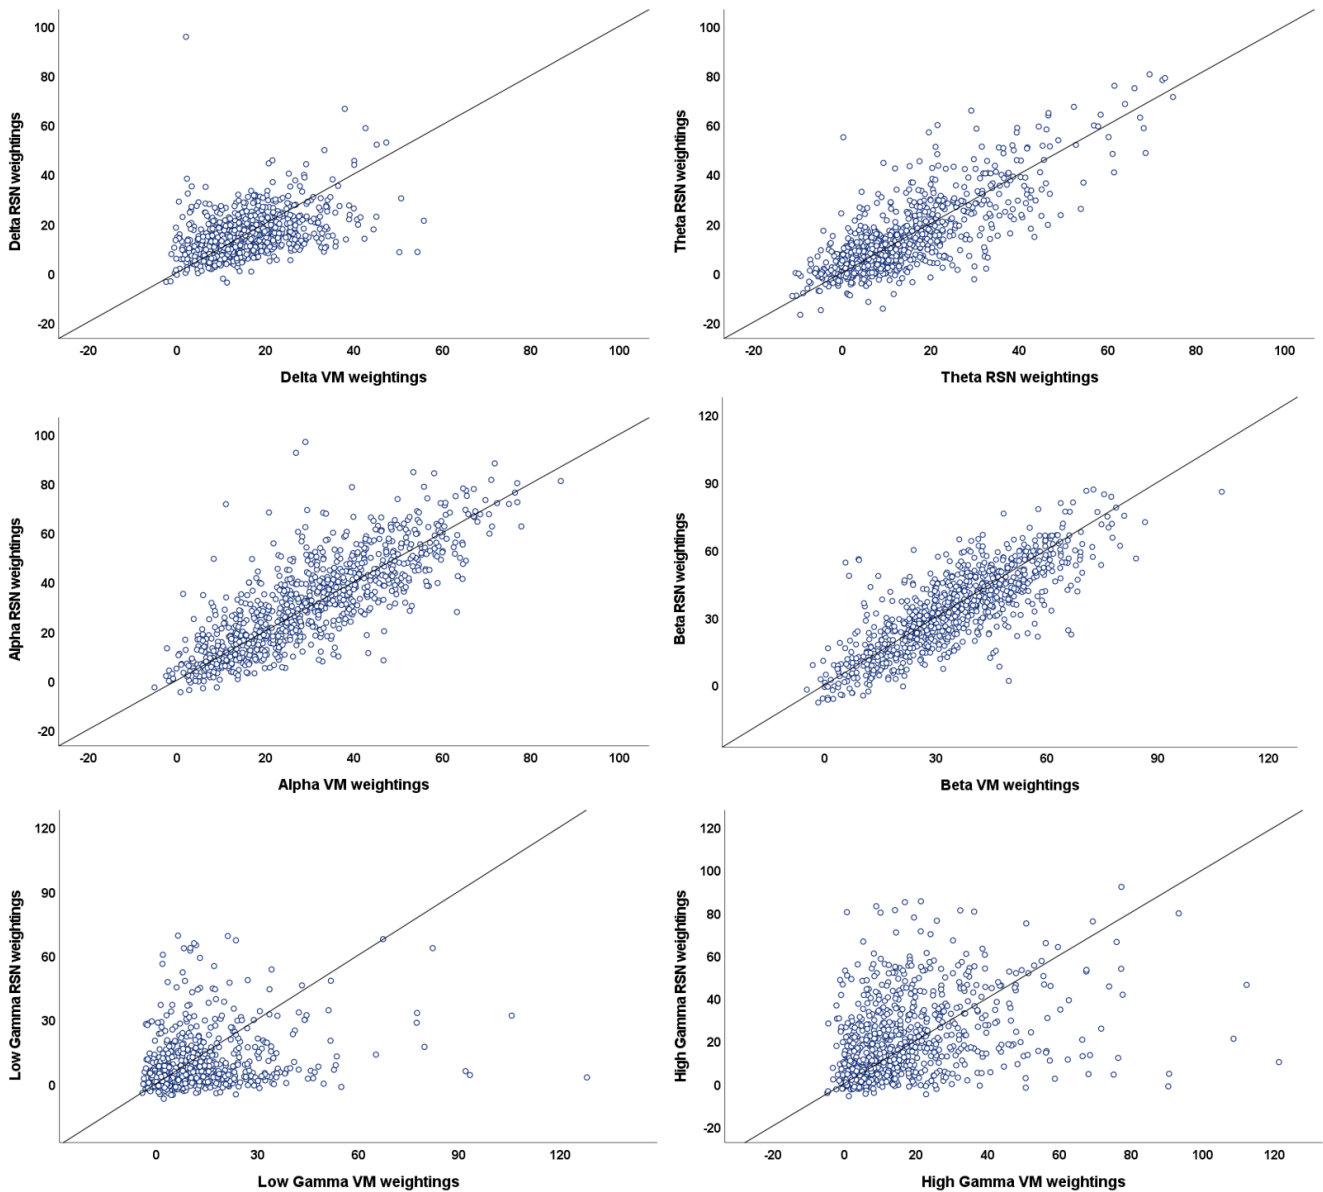 100
80
60
40
20
0
-20
Delta RSN weightings
-20 0 20 40 60 80 100
Delta VM weightings
100
80
60
40
20
0
-20
Theta RSN weightings
-20 0 20 40 60 80 100
Theta RSN weightings
100
80
60
40
20
0
-20
Alpha RSN weightings
-20 0 20 40 60 80 100
Alpha VM weightings
120
90
60
30
0
Beta RSN weightings
0 30 60 90 120
Beta VM weightings
120
90
60
30
0
Low Gamma RSN weightings
0 30 60 90 120
Low Gamma VM weightings
120
100
80
60
40
20
0
-20
High Gamma RSN weightings
-20 0 20 40 60 80 100 120
High Gamma VM weightings